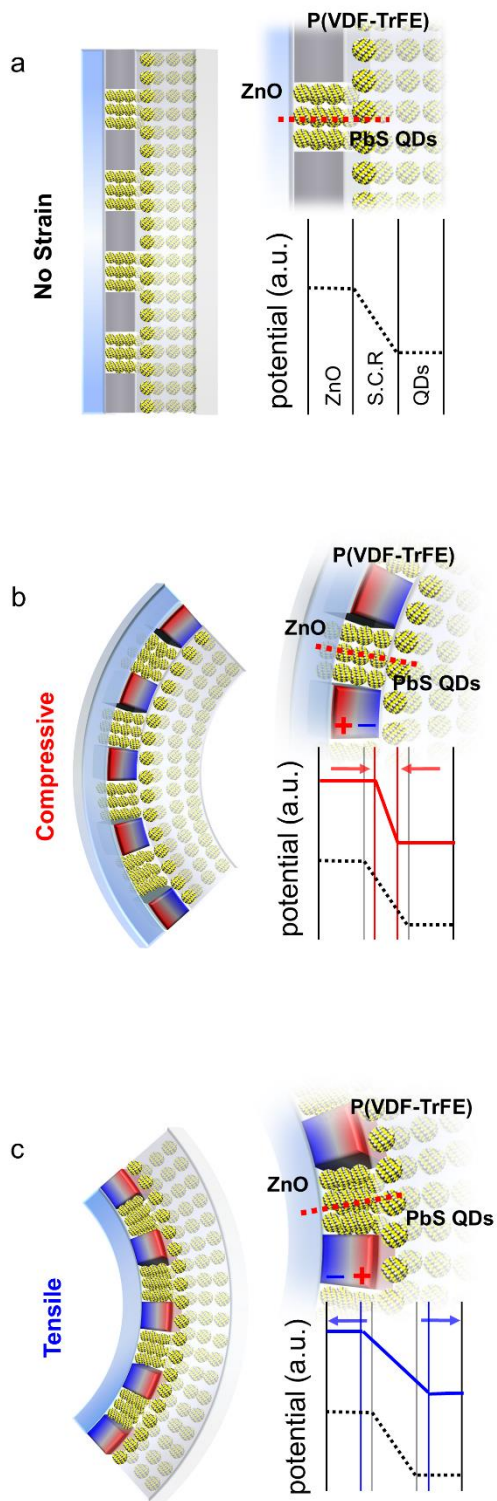 a
No Strain
P(VDF-TrFE)
ZnO
PbS QDs
potential (a.u.)
ZnO
S.C.R
QDs
b
Compressive
P(VDF-TrFE)
ZnO
PbS QDs
+ −
potential (a.u.)
c
Tensile
P(VDF-TrFE)
ZnO
PbS QDs
− +
potential (a.u.)